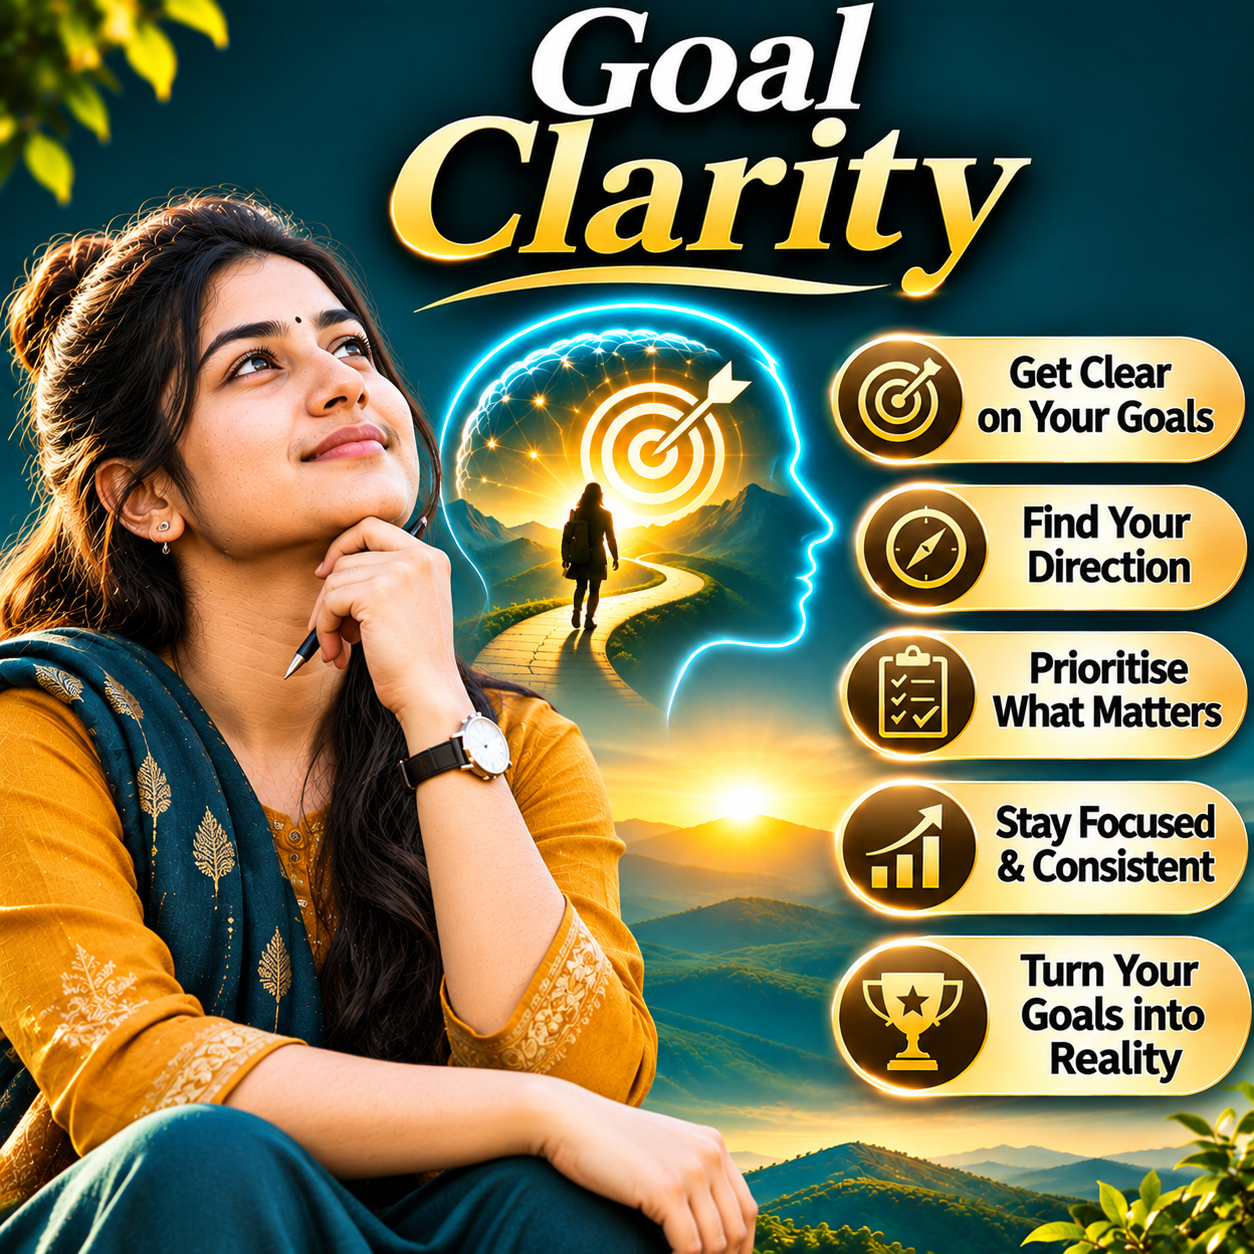 Goal
Clarity
Get Clear
on Your Goals
Find Your
Direction
Prioritise
What Matters
Stay Focused
& Consistent
Turn Your
Goals into
Reality